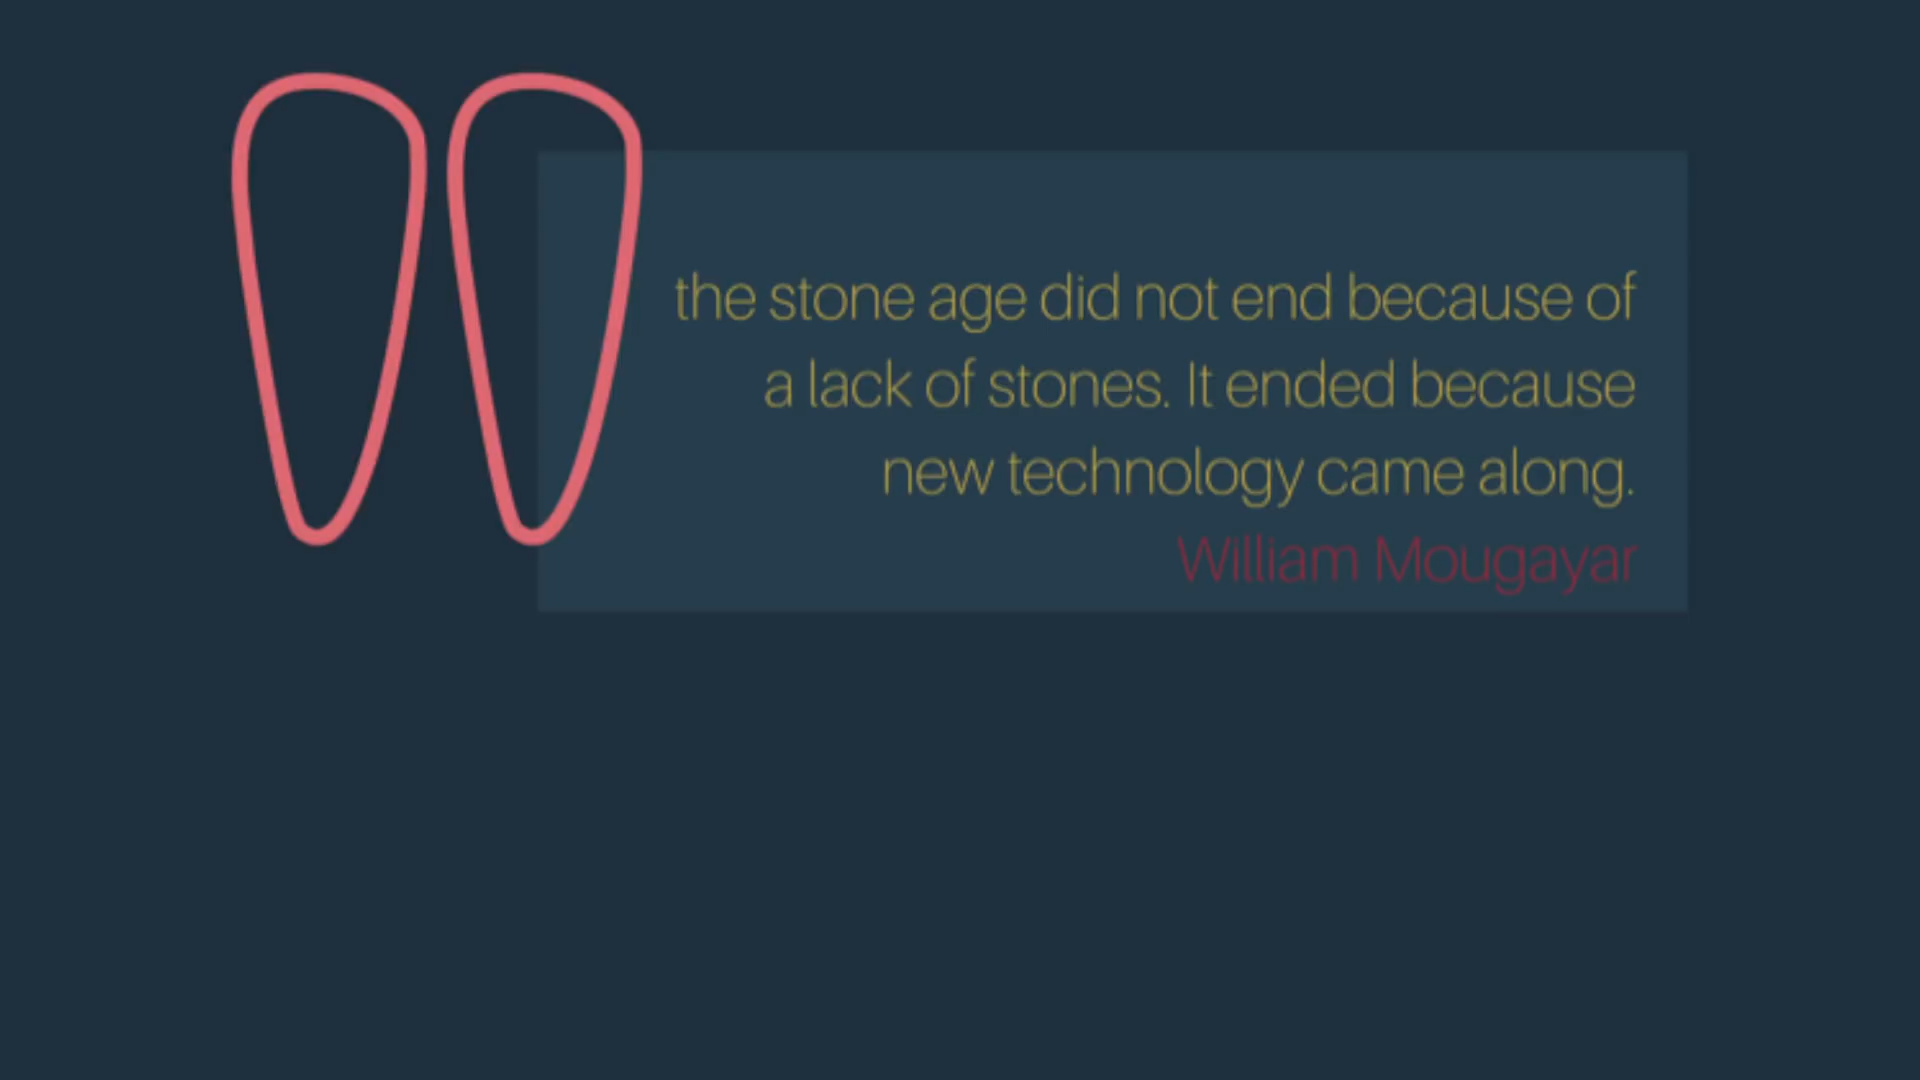 the stone age did not end because of
a lack of stones. It ended because
new technology came along.
William Mougayar